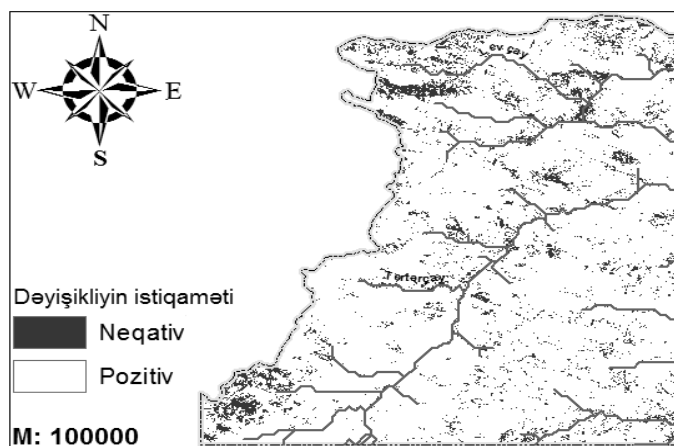 N
W E
S
ev çay
Tərtərçay
Dəyişikliyin istiqaməti
Neqativ
Pozitiv
M: 100000